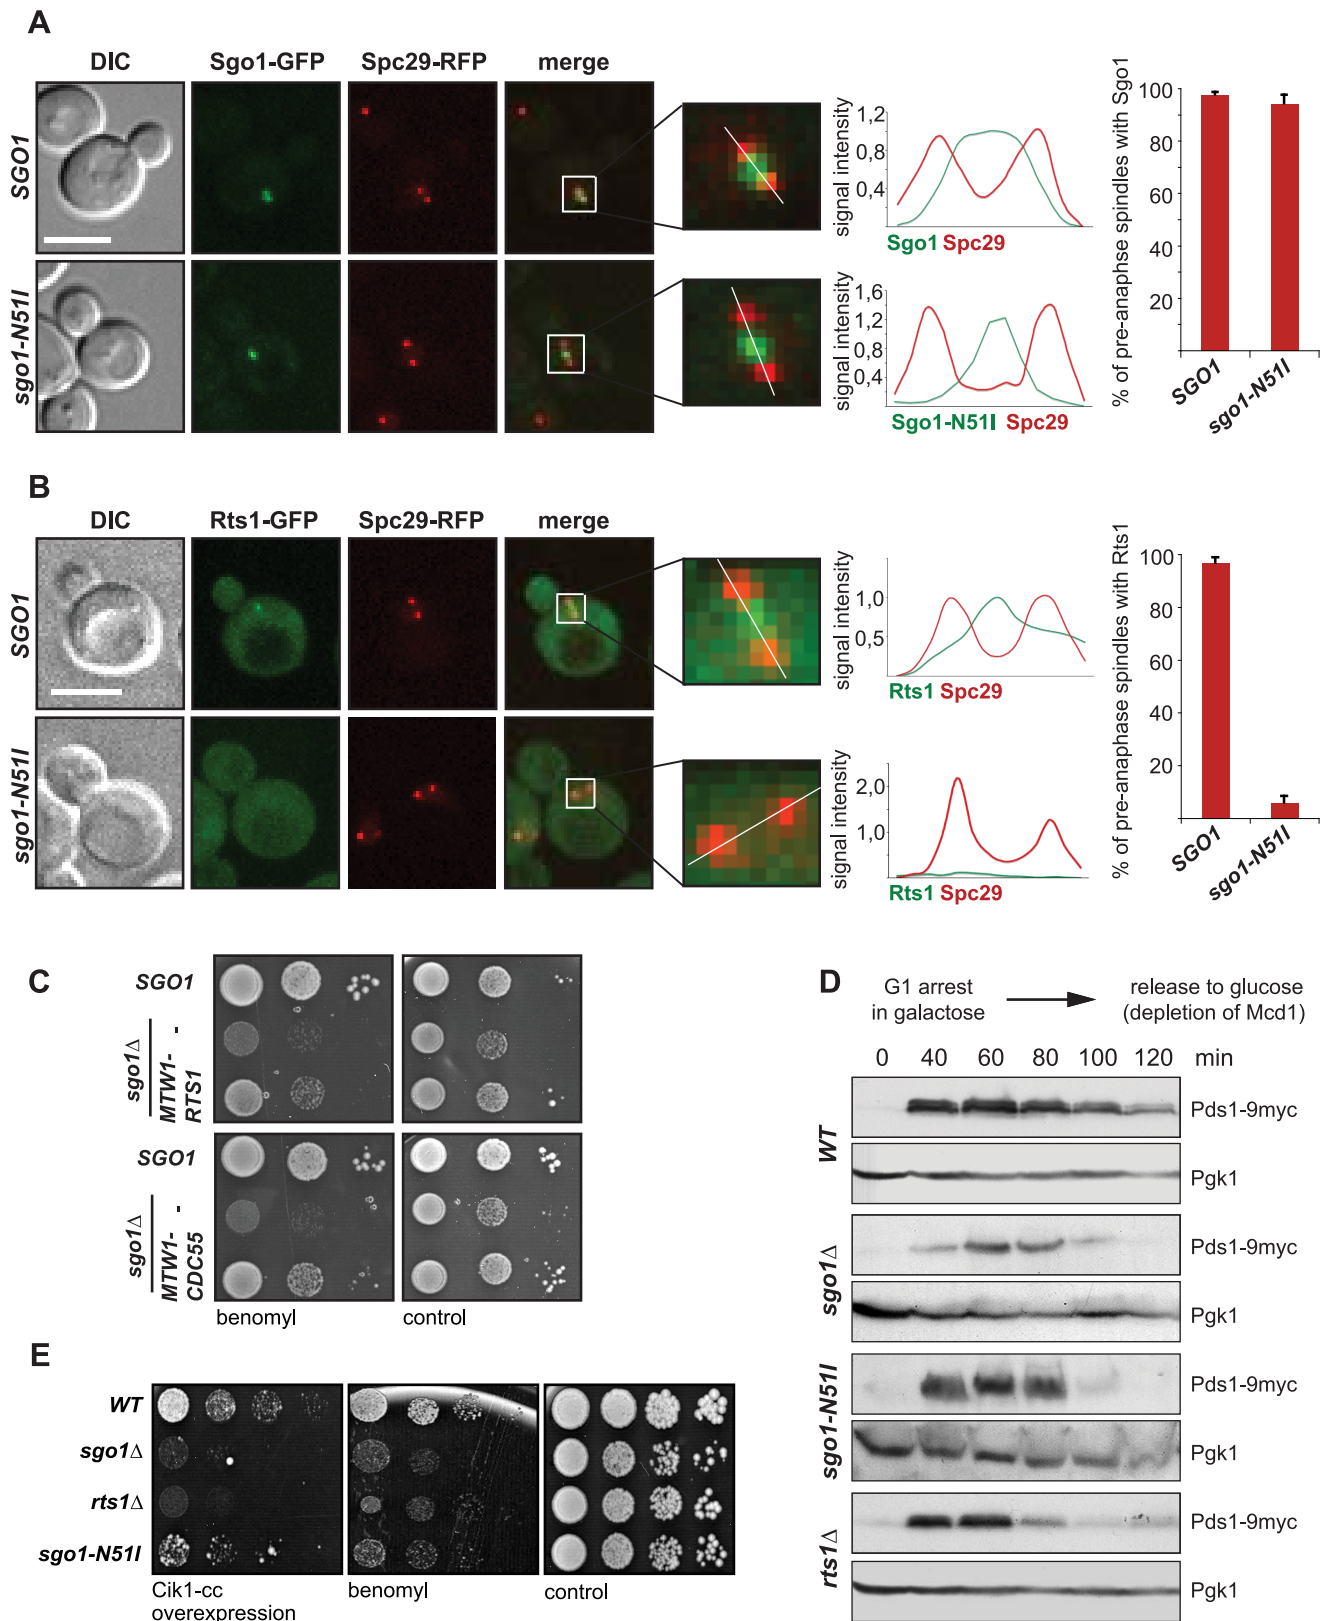 A
DIC Sgo1-GFP Spc29-RFP merge
SGO1
sgo1-N51I
signal intensity
1,2
0,8
0,4
Sgo1 Spc29
signal intensity
1,6
1,2
0,8
0,4
Sgo1-N51I Spc29
% of pre-anaphse spindles with Sgo1
100
80
60
40
20
SGO1
sgo1-N51I
B
DIC Rts1-GFP Spc29-RFP merge
SGO1
sgo1-N51I
signal intensity
1,0
0,5
Rts1 Spc29
signal intensity
2,0
1,0
Rts1 Spc29
% of pre-anaphase spindles with Rts1
100
80
60
40
20
SGO1
sgo1-N51I
C
SGO1
sgo1Δ
-
MTW1-
RTS1
SGO1
sgo1Δ
-
MTW1-
CDC55
benomyl control
D
G1 arrest
in galactose
release to glucose
(depletion of Mcd1)
0 40 60 80 100 120 min
WT
Pds1-9myc
Pgk1
sgo1Δ
Pds1-9myc
Pgk1
sgo1-N51I
Pds1-9myc
Pgk1
rts1Δ
Pds1-9myc
Pgk1
E
WT
sgo1Δ
rts1Δ
sgo1-N51I
Cik1-cc
overexpression
benomyl
control